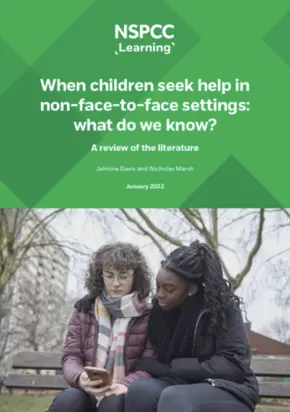 NSPCC
Learning
When children seek help in
non-face-to-face settings:
what do we know?
A review of the literature
Jahnine Davis and Nicholas Marsh
January 2022